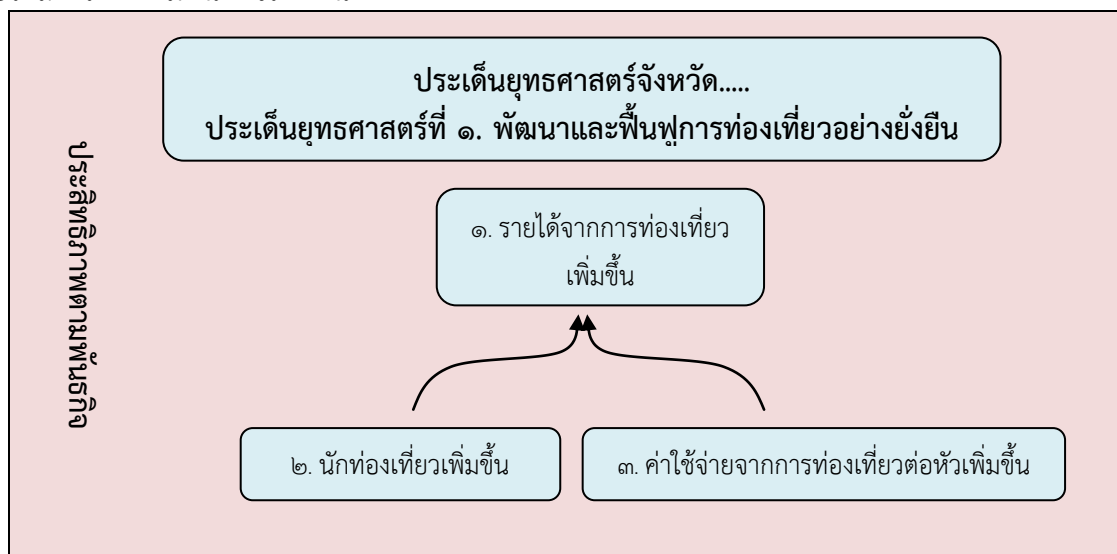 ประเด็นยุทธศาสตร์จังหวัด.....
ประเด็นยุทธศาสตร์ที่ ๑. พัฒนาและฟื้นฟูการท่องเที่ยวอย่างยั่งยืน
ประสิทธิภาพตามพันธกิจ
๑. รายได้จากการท่องเที่ยว
เพิ่มขึ้น
๒. นักท่องเที่ยวเพิ่มขึ้น
๓. ค่าใช้จ่ายจากการท่องเที่ยวต่อหัวเพิ่มขึ้น